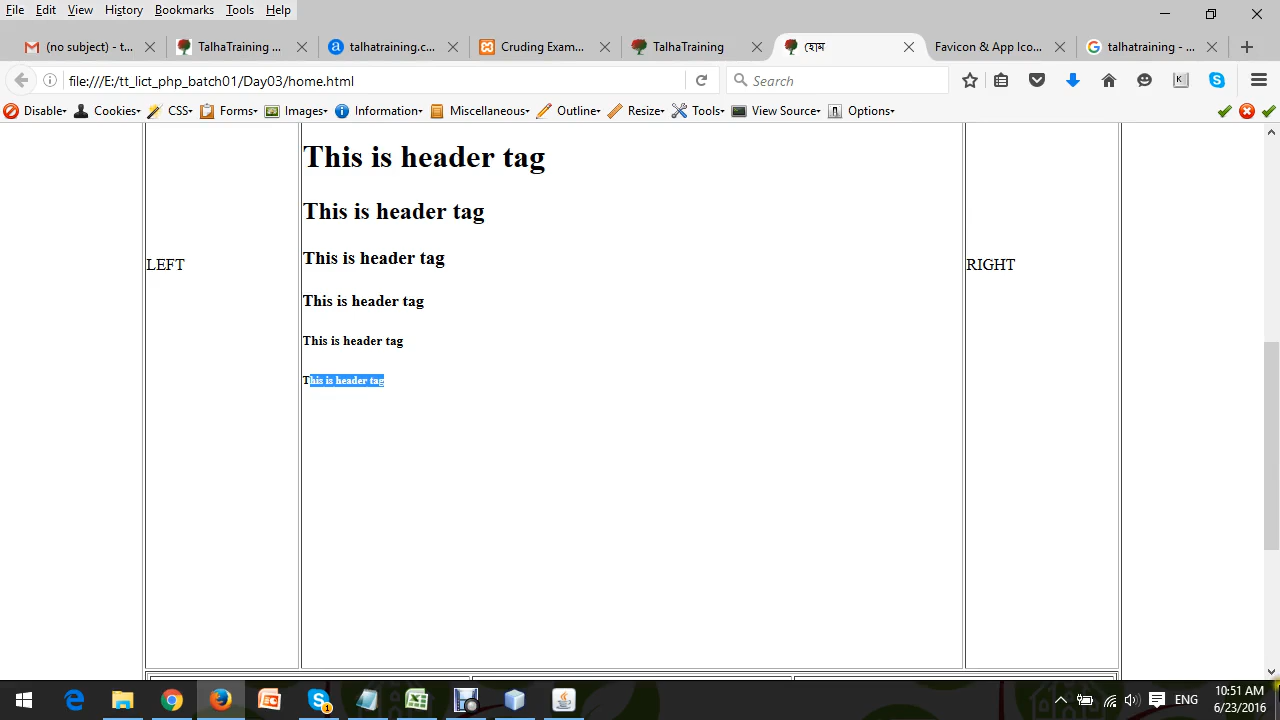 File Edit View History Bookmarks Tools Help
(no subject) - t... TalhaTraining ... talhatraining.c... Cruding Exam... TalhaTraining হোম Favicon & App Ico... talhatraining - ...
file:///E:/tt_lict_php_batch01/Day03/home.html Search
Disable Cookies CSS Forms Images Information Miscellaneous Outline Resize Tools View Source Options
This is header tag
This is header tag
This is header tag
LEFT
RIGHT
This is header tag
This is header tag
This is header tag
1
ENG
10:51 AM
6/23/2016